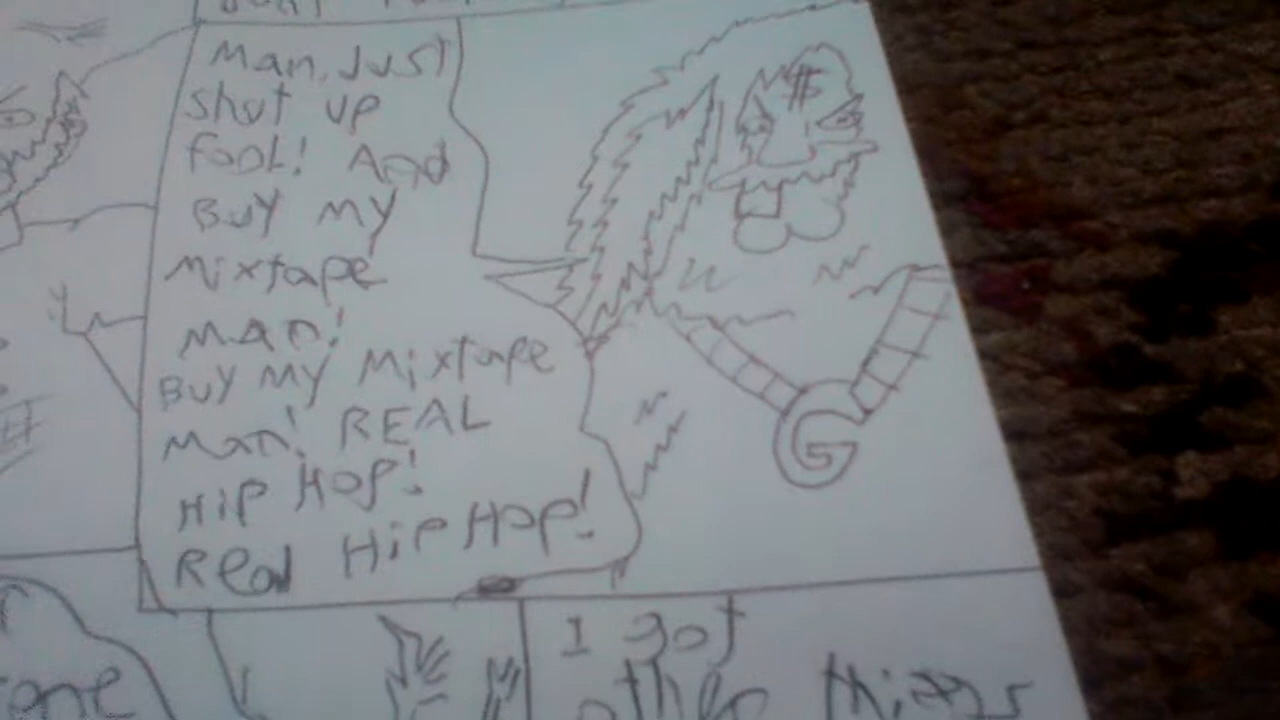 Man, Just
shut up
fool! And
Buy My
Mixtape
Man!
Buy My Mixtape
Man! REAL
Hip Hop!
Real Hip Hop!
$
G
I got